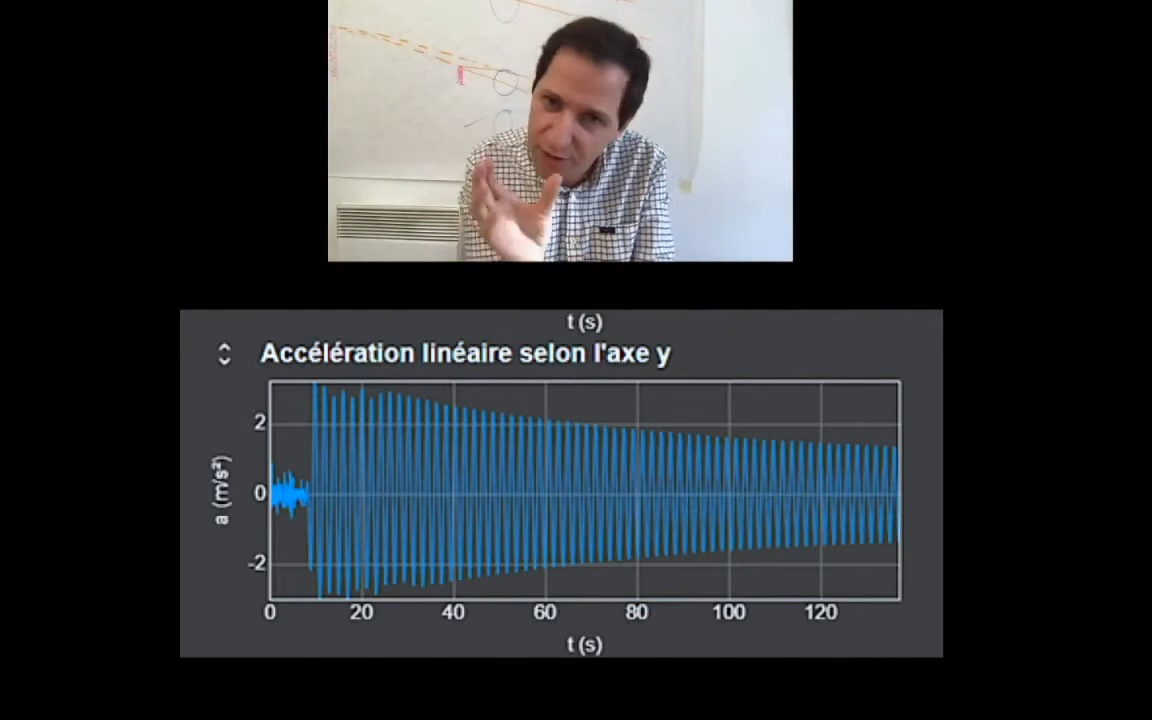 t (s)
Accélération linéaire selon l'axe y
2
0
-2
a (m/s²)
0 20 40 60 80 100 120
t (s)